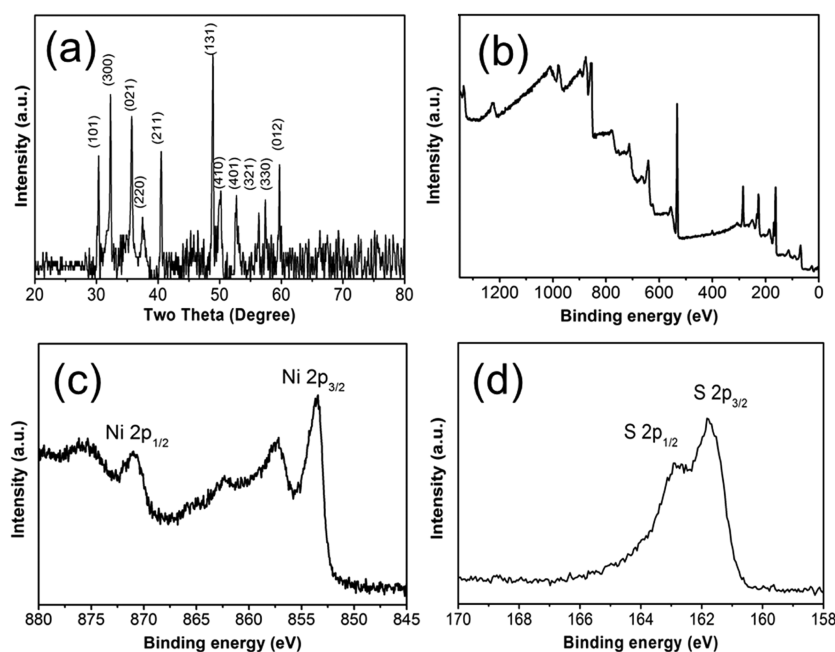 (a)
(101)
(300)
(021)
(220)
(211)
(131)
(410)
(401)
(321)
(330)
(012)
Intensity (a.u.)
20 30 40 50 60 70 80
Two Theta (Degree)
(b)
Intensity (a.u.)
1200 1000 800 600 400 200 0
Binding energy (eV)
(c)
Ni 2p1/2
Ni 2p3/2
Intensity (a.u.)
880 875 870 865 860 855 850 845
Binding energy (eV)
(d)
S 2p3/2
S 2p1/2
Intensity (a.u.)
170 168 166 164 162 160 158
Binding energy (eV)